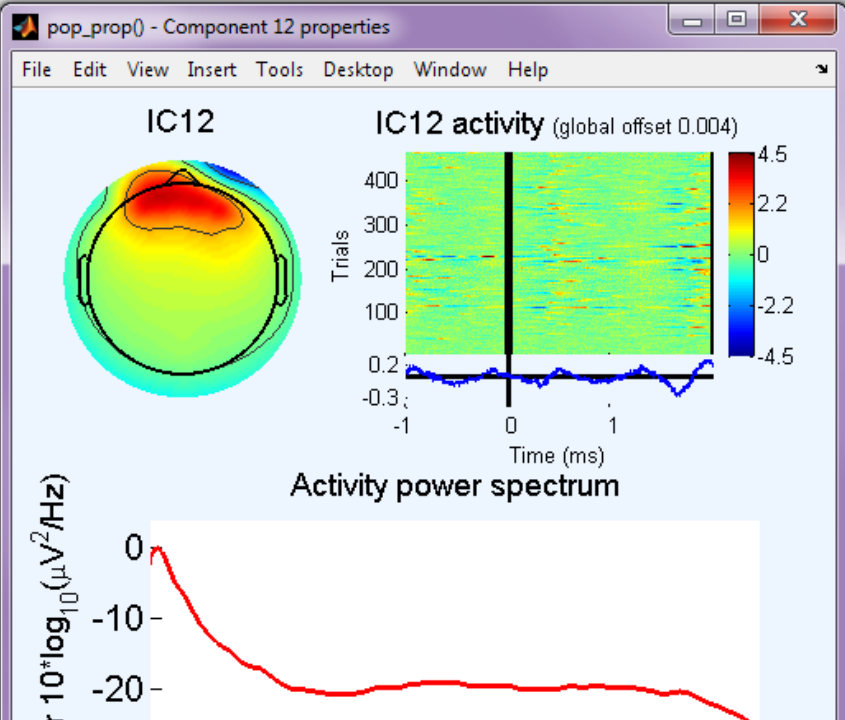 pop_prop() - Component 12 properties
File Edit View Insert Tools Desktop Window Help
IC12
IC12 activity (global offset 0.004)
Trials
400
300
200
100
4.5
2.2
0
-2.2
-4.5
0.2
-0.3
-1 0 1
Time (ms)
Activity power spectrum
10*log10(μV2/Hz)
0
-10
-20